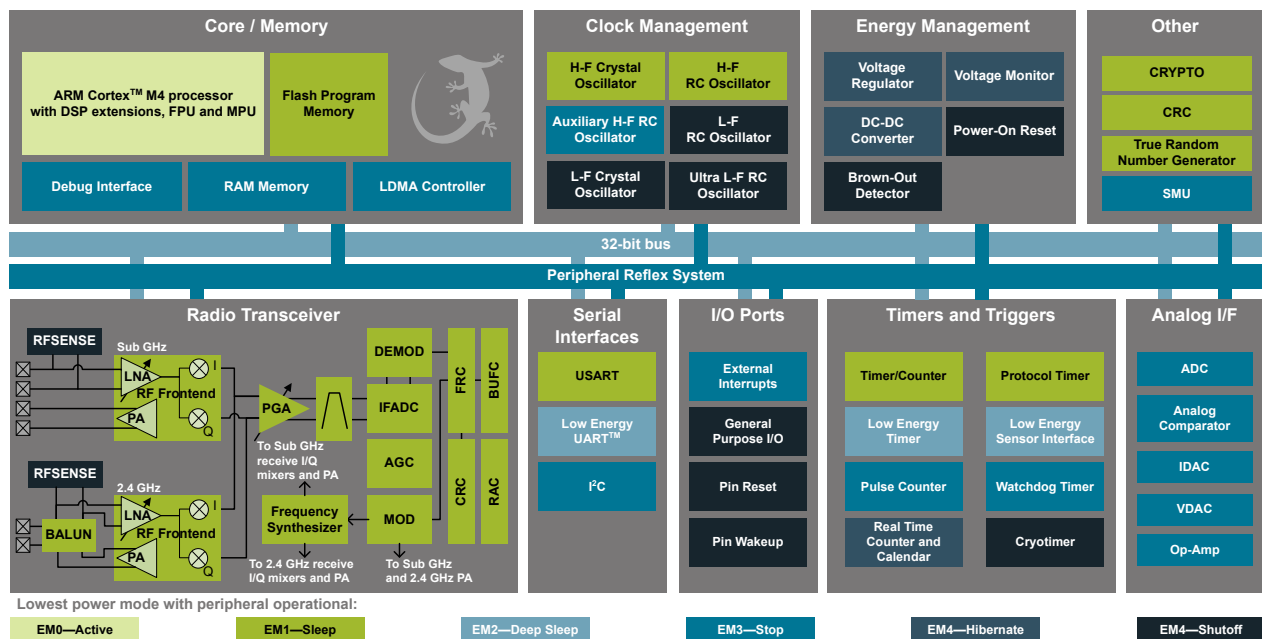 Core / Memory
ARM Cortex™ M4 processor
with DSP extensions, FPU and MPU
Flash Program
Memory
Debug Interface
RAM Memory
LDMA Controller
Clock Management
H-F Crystal
Oscillator
H-F
RC Oscillator
Auxiliary H-F RC
Oscillator
L-F
RC Oscillator
L-F Crystal
Oscillator
Ultra L-F RC
Oscillator
Energy Management
Voltage
Regulator
Voltage Monitor
DC-DC
Converter
Power-On Reset
Brown-Out
Detector
Other
CRYPTO
CRC
True Random
Number Generator
SMU
32-bit bus
Peripheral Reflex System
Radio Transceiver
RFSENSE
Sub GHz
LNA
RF Frontend
PA
I
Q
RFSENSE
2.4 GHz
LNA
RF Frontend
BALUN
PA
I
Q
PGA
To Sub GHz
receive I/Q
mixers and PA
Frequency
Synthesizer
To 2.4 GHz receive
I/Q mixers and PA
DEMOD
IFADC
AGC
MOD
To Sub GHz
and 2.4 GHz PA
FRC
BUFC
CRC
RAC
Serial
Interfaces
USART
Low Energy
UART™
I²C
I/O Ports
External
Interrupts
General
Purpose I/O
Pin Reset
Pin Wakeup
Timers and Triggers
Timer/Counter
Protocol Timer
Low Energy
Timer
Low Energy
Sensor Interface
Pulse Counter
Watchdog Timer
Real Time
Counter and
Calendar
Cryotimer
Analog I/F
ADC
Analog
Comparator
IDAC
VDAC
Op-Amp
Lowest power mode with peripheral operational:
EM0—Active
EM1—Sleep
EM2—Deep Sleep
EM3—Stop
EM4—Hibernate
EM4—Shutoff